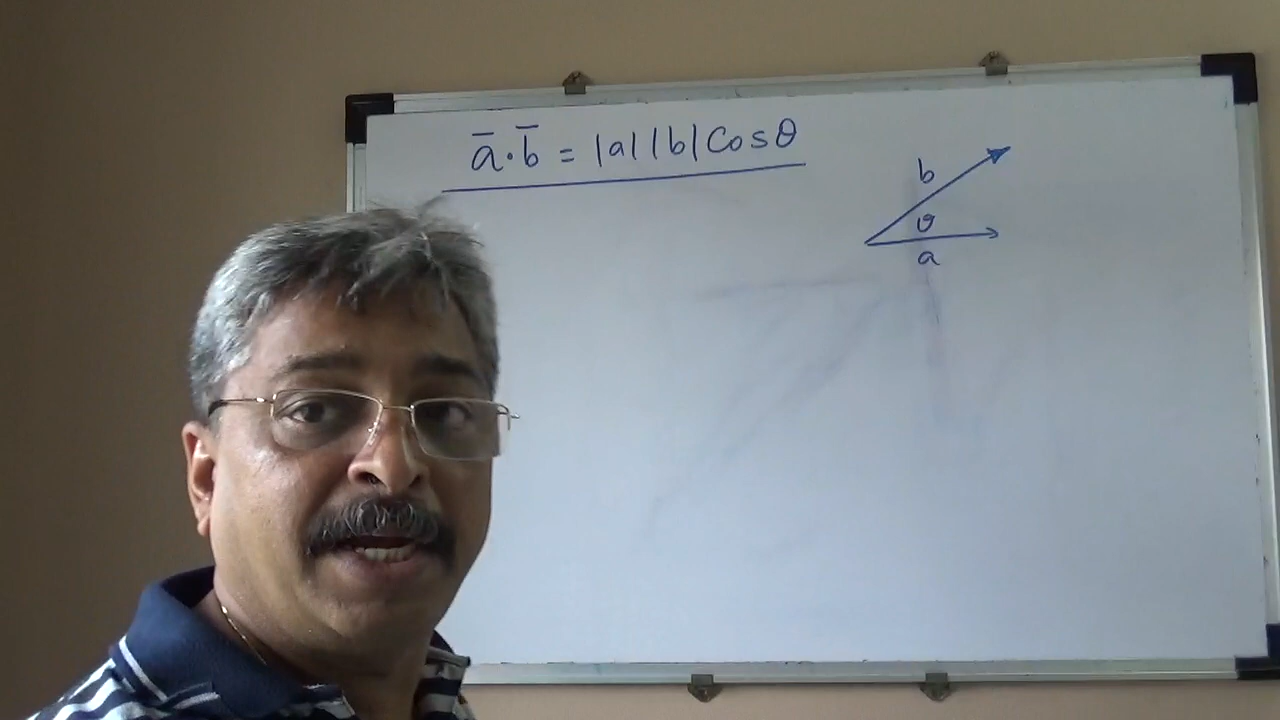 a̅·b̅ = |a||b|Cosθ
b
θ
a